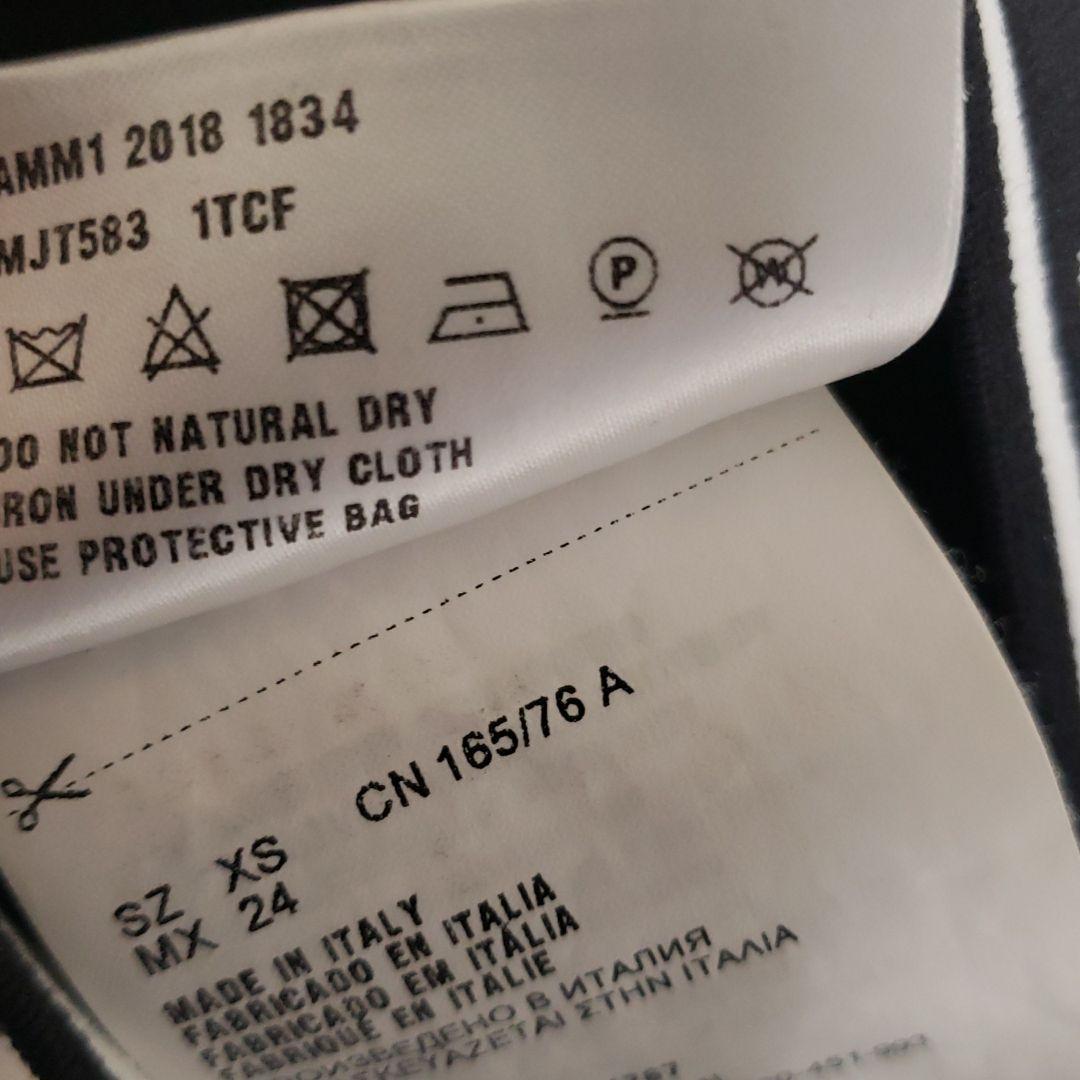 AMM1 2018 1834
MJT583 1TCF
P
W
DO NOT NATURAL DRY
IRON UNDER DRY CLOTH
USE PROTECTIVE BAG
CN 165/76 A
SZ XS
MX 24
MADE IN ITALY
FABRICADO EN ITALIA
FABRICADO EM ITÁLIA
FABRIQUÉ EN ITALIE
ПРОИЗВЕДЕНО В ИТАЛИЯ
ΣΤΗΝ ΙΤΑΛΙΑ